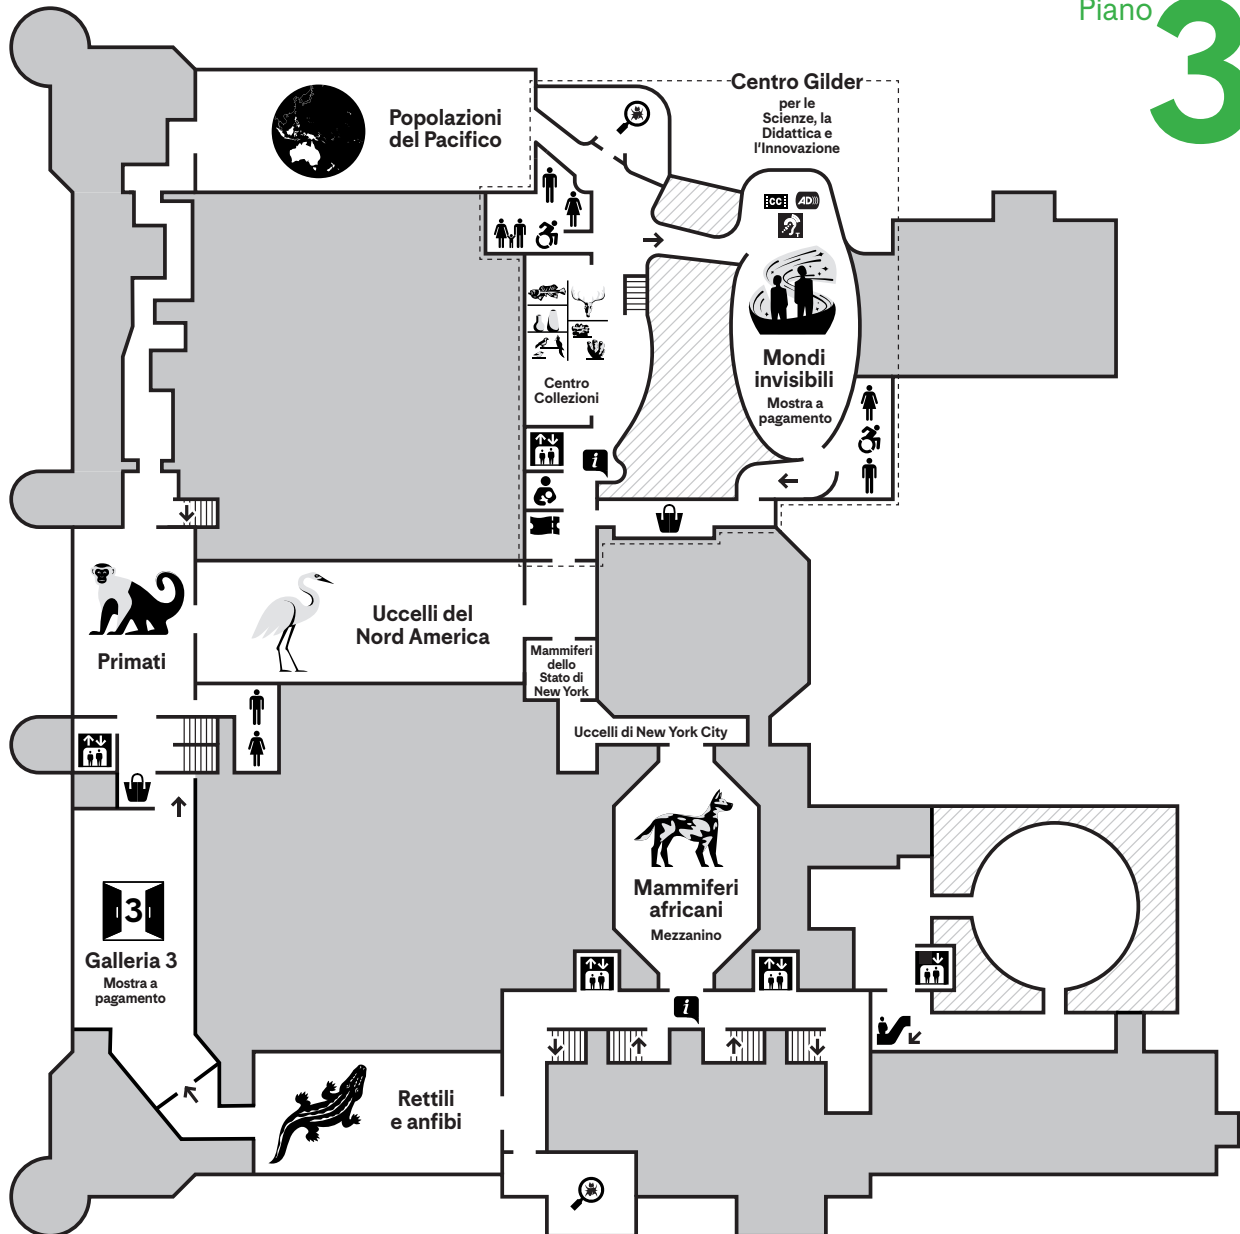 Piano
3
Centro Gilder
per le
Scienze, la
Didattica e
l'Innovazione
Popolazioni
del Pacifico
CC
AD
Mondi
invisibili
Mostra a
pagamento
Centro
Collezioni
i
Uccelli del
Nord America
Primati
Mammiferi
dello
Stato di
New York
Uccelli di New York City
Mammiferi
africani
Mezzanino
3
Galleria 3
Mostra a
pagamento
i
Rettili
e anfibi